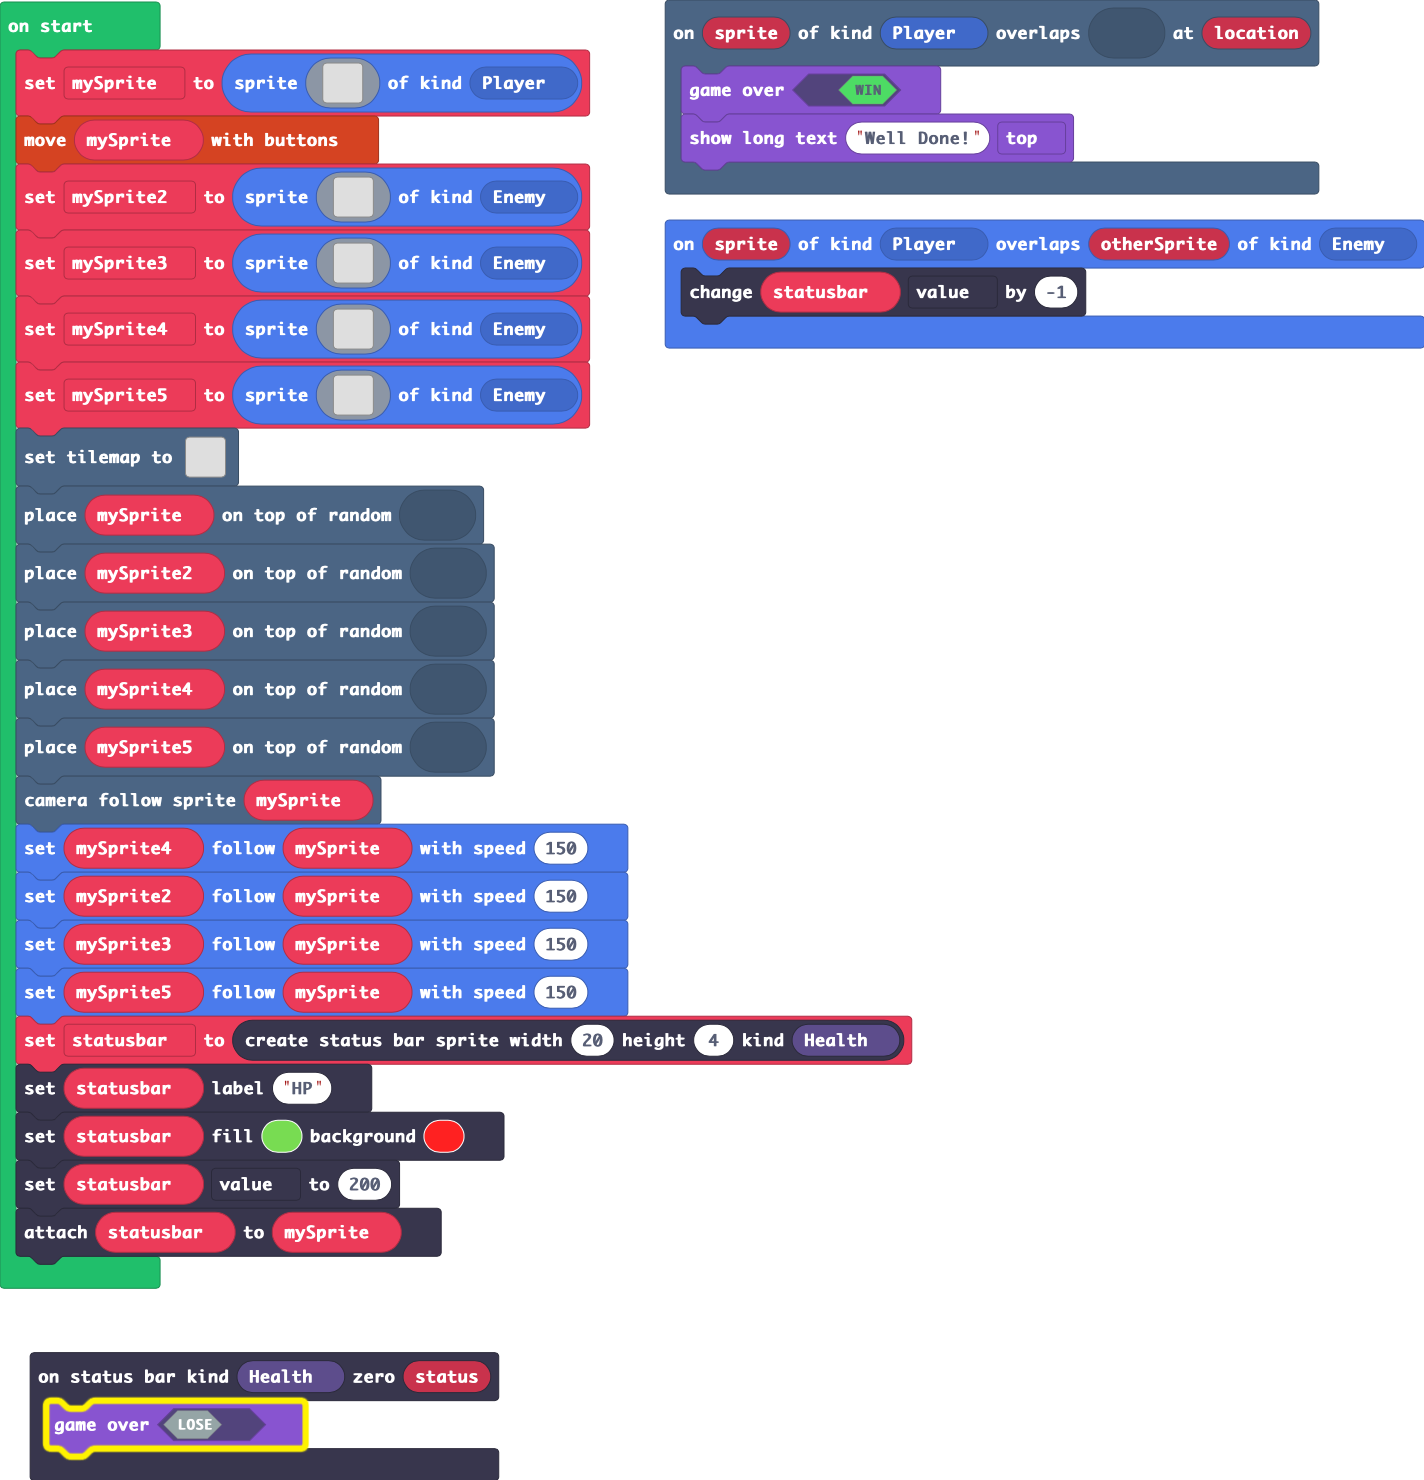 on start
set mySprite to sprite of kind Player
move mySprite with buttons
set mySprite2 to sprite of kind Enemy
set mySprite3 to sprite of kind Enemy
set mySprite4 to sprite of kind Enemy
set mySprite5 to sprite of kind Enemy
set tilemap to
place mySprite on top of random
place mySprite2 on top of random
place mySprite3 on top of random
place mySprite4 on top of random
place mySprite5 on top of random
camera follow sprite mySprite
set mySprite4 follow mySprite with speed 150
set mySprite2 follow mySprite with speed 150
set mySprite3 follow mySprite with speed 150
set mySprite5 follow mySprite with speed 150
set statusbar to create status bar sprite width 20 height 4 kind Health
set statusbar label "HP"
set statusbar fill background
set statusbar value to 200
attach statusbar to mySprite
on status bar kind Health zero status
game over LOSE
on sprite of kind Player overlaps at location
game over WIN
show long text "Well Done!" top
on sprite of kind Player overlaps otherSprite of kind Enemy
change statusbar value by -1